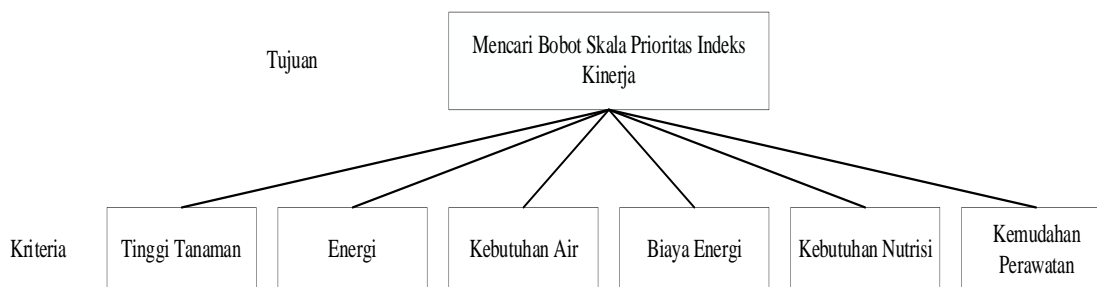 Tujuan
Mencari Bobot Skala Prioritas Indeks
Kinerja
Kriteria
Tinggi Tanaman
Energi
Kebutuhan Air
Biaya Energi
Kebutuhan Nutrisi
Kemudahan
Perawatan